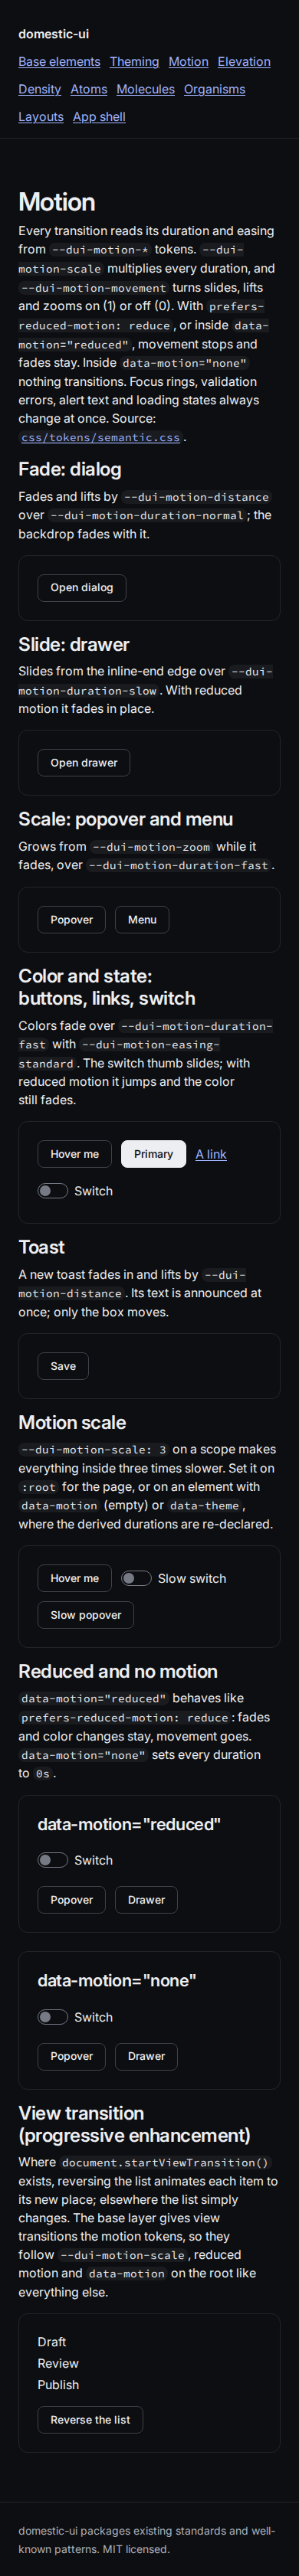 domestic-ui
Base elements Theming Motion Elevation
Density Atoms Molecules Organisms
Layouts App shell
Motion
Every transition reads its duration and easing
from --dui-motion-* tokens. --dui-
motion-scale multiplies every duration, and
--dui-motion-movement turns slides, lifts
and zooms on (1) or off (0). With prefers-
reduced-motion: reduce, or inside data-
motion="reduced", movement stops and
fades stay. Inside data-motion="none"
nothing transitions. Focus rings, validation
errors, alert text and loading states always
change at once. Source:
css/tokens/semantic.css.
Fade: dialog
Fades and lifts by --dui-motion-distance
over --dui-motion-duration-normal; the
backdrop fades with it.
Open dialog
Slide: drawer
Slides from the inline-end edge over --dui-
motion-duration-slow. With reduced
motion it fades in place.
Open drawer
Scale: popover and menu
Grows from --dui-motion-zoom while it
fades, over --dui-motion-duration-fast.
Popover Menu
Color and state:
buttons, links, switch
Colors fade over --dui-motion-duration-
fast with --dui-motion-easing-
standard. The switch thumb slides; with
reduced motion it jumps and the color
still fades.
Hover me Primary A link
Switch
Toast
A new toast fades in and lifts by --dui-
motion-distance. Its text is announced at
once; only the box moves.
Save
Motion scale
--dui-motion-scale: 3 on a scope makes
everything inside three times slower. Set it on
:root for the page, or on an element with
data-motion (empty) or data-theme,
where the derived durations are re-declared.
Hover me Slow switch
Slow popover
Reduced and no motion
data-motion="reduced" behaves like
prefers-reduced-motion: reduce: fades
and color changes stay, movement goes.
data-motion="none" sets every duration
to 0s.
data-motion="reduced"
Switch
Popover Drawer
data-motion="none"
Switch
Popover Drawer
View transition
(progressive enhancement)
Where document.startViewTransition()
exists, reversing the list animates each item to
its new place; elsewhere the list simply
changes. The base layer gives view
transitions the motion tokens, so they
follow --dui-motion-scale, reduced
motion and data-motion on the root like
everything else.
Draft
Review
Publish
Reverse the list
domestic-ui packages existing standards and well-
known patterns. MIT licensed.